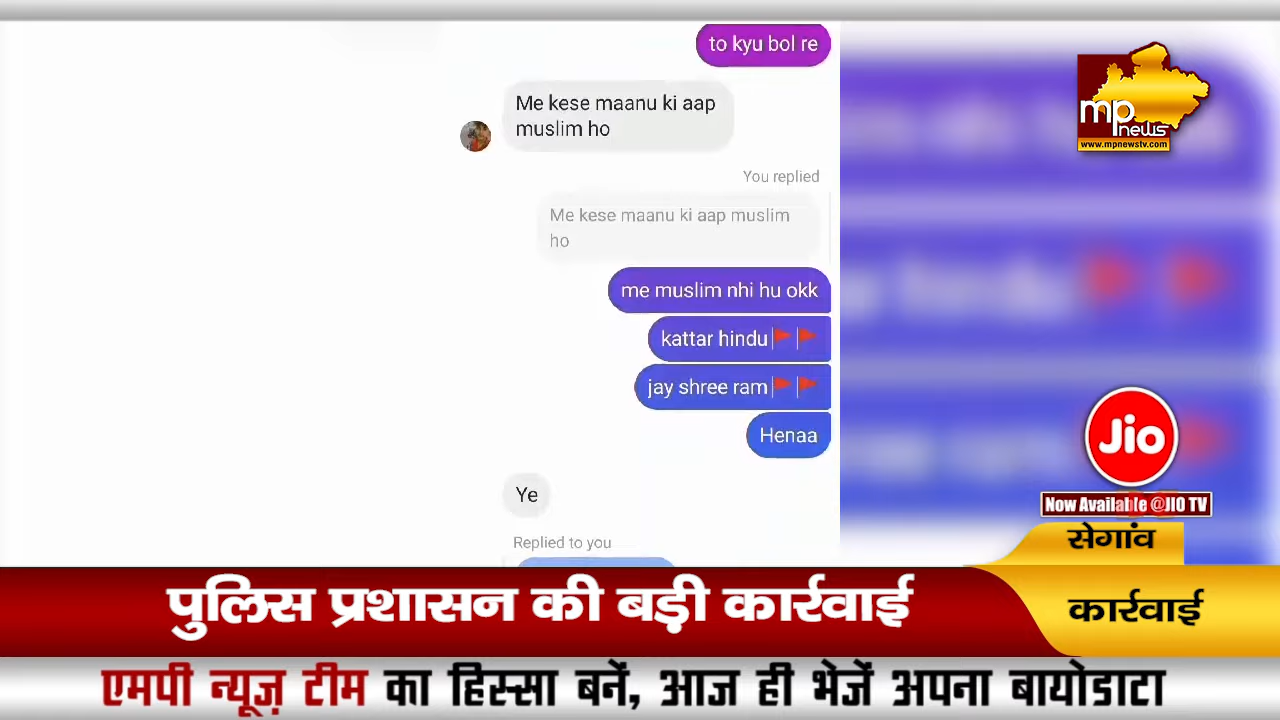 to kyu bol re
Me kese maanu ki aap
muslim ho
You replied
Me kese maanu ki aap muslim
ho
me muslim nhi hu okk
kattar hindu🚩🚩
jay shree ram🚩🚩
Henaa
Ye
Replied to you
mp news
www.mpnewstv.com
Jio
Now Available @JIO TV
सेगांव
पुलिस प्रशासन की बड़ी कार्रवाई
कार्रवाई
एमपी न्यूज़ टीम का हिस्सा बनें, आज ही भेजें अपना बायोडाटा